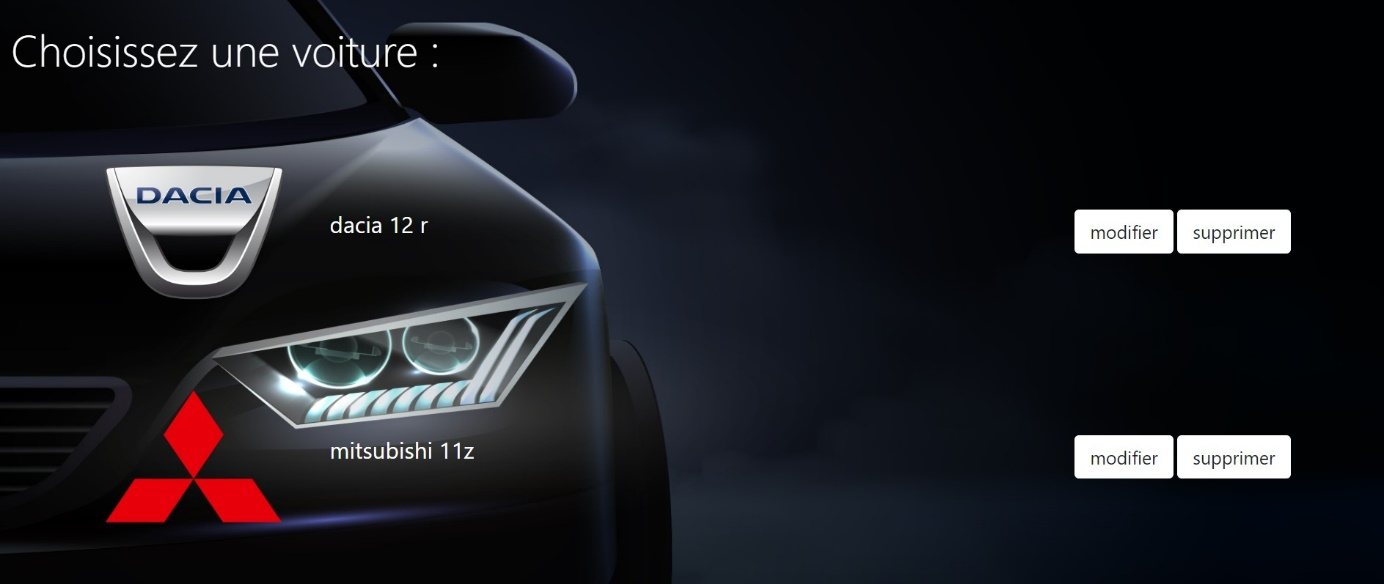 Choisissez une voiture :
DACIA
dacia 12 r
modifier supprimer
mitsubishi 11z
modifier supprimer